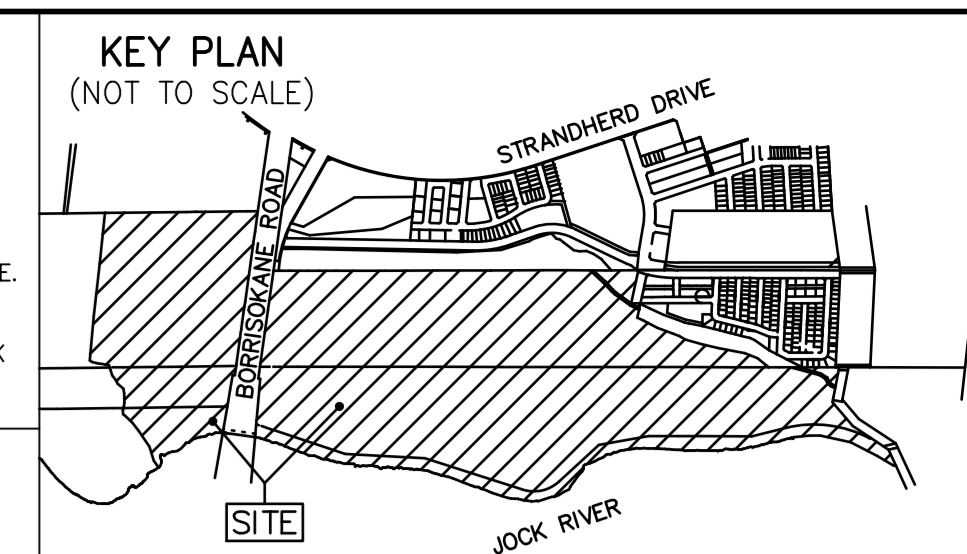 KEY PLAN
(NOT TO SCALE)
STRANDHERD DRIVE
BORRISOKANE ROAD
E.
K
SITE
JOCK RIVER